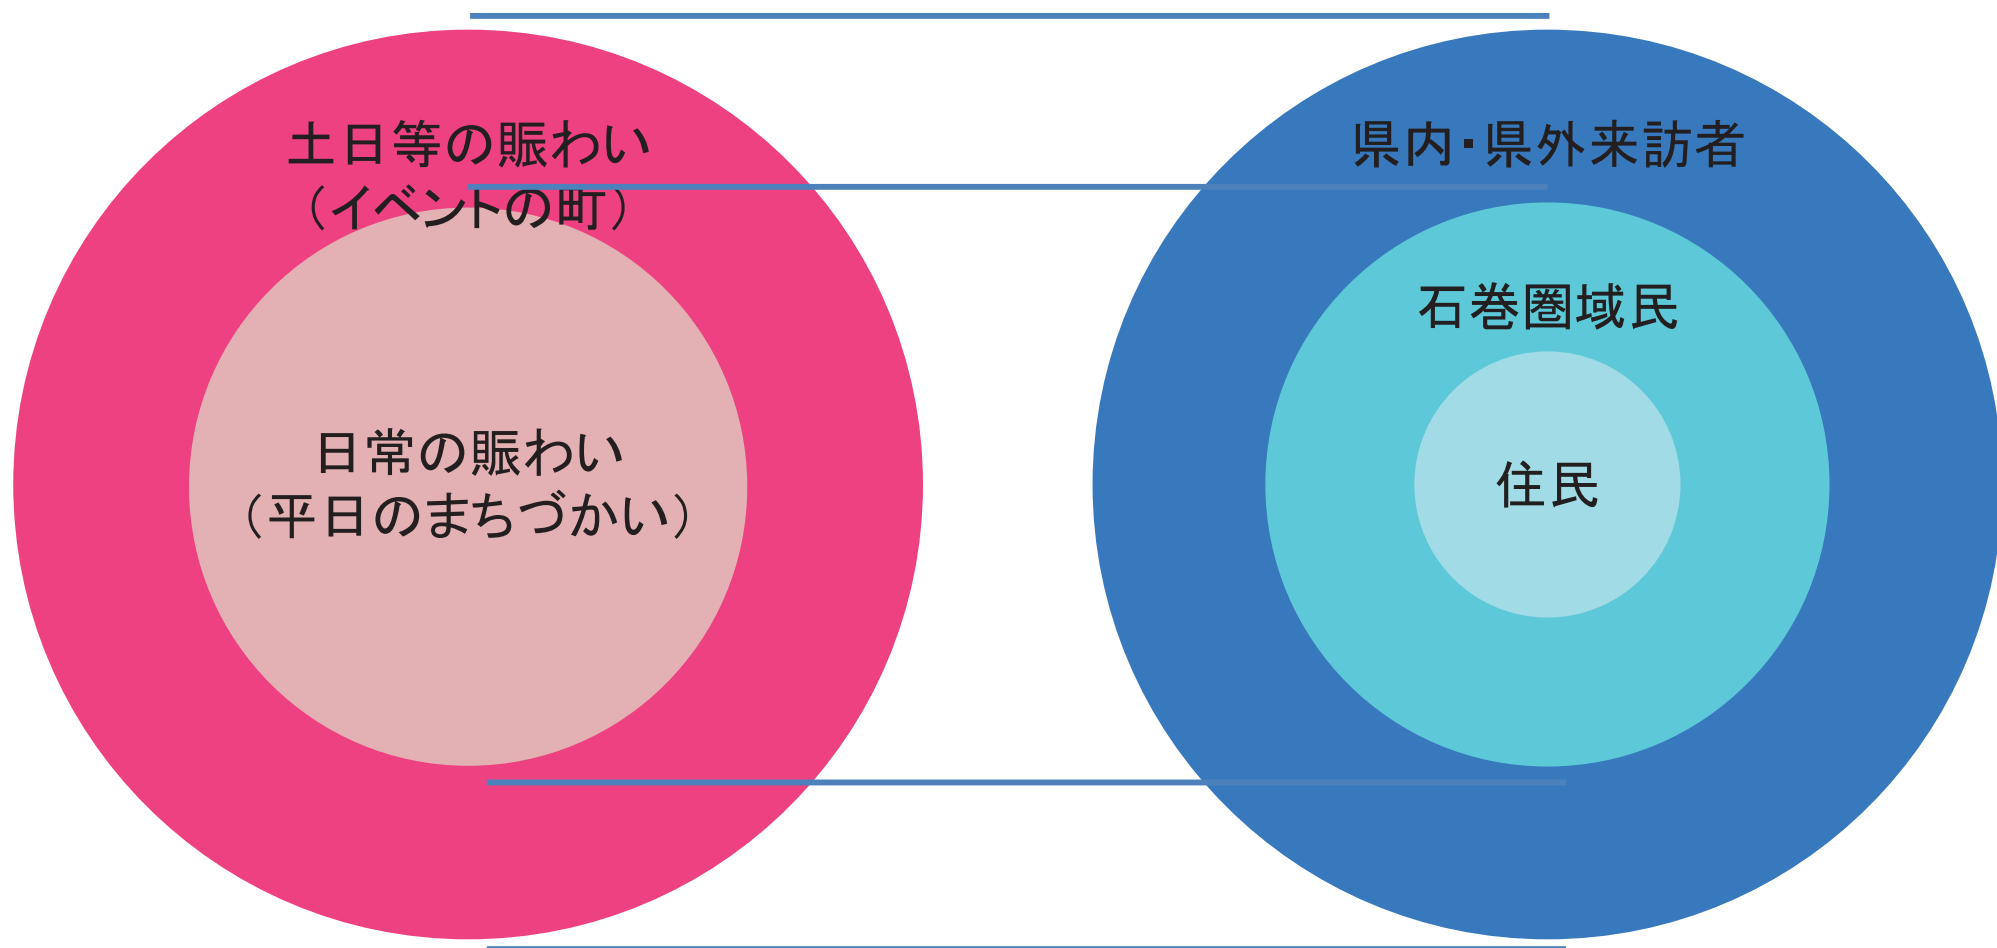 土日等の賑わい
（イベントの町）
日常の賑わい
（平日のまちづかい）
県内・県外来訪者
石巻圏域民
住民